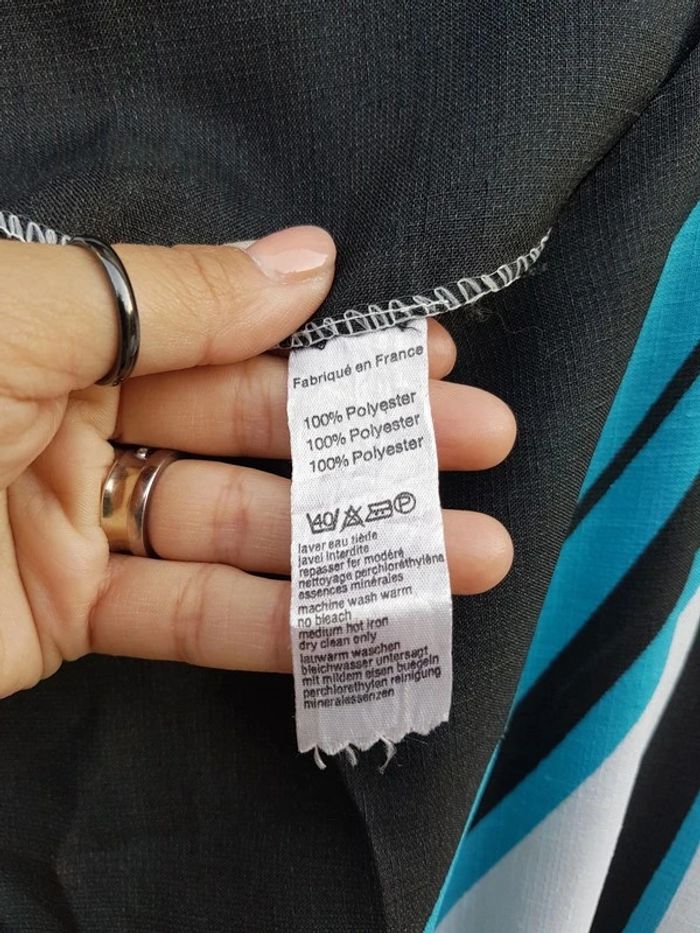 Fabriqué en France
100% Polyester
100% Polyester
100% Polyester
40 P
laver eau tiède
javel interdite
repasser fer modéré
nettoyage perchloréthylène
essences minérales
machine wash warm
no bleach
medium hot iron
dry clean only
lauwarm waschen
bleichwasser untersagt
mit mildem eisen buegeln
perchlorethylen reinigung
mineralessenzen